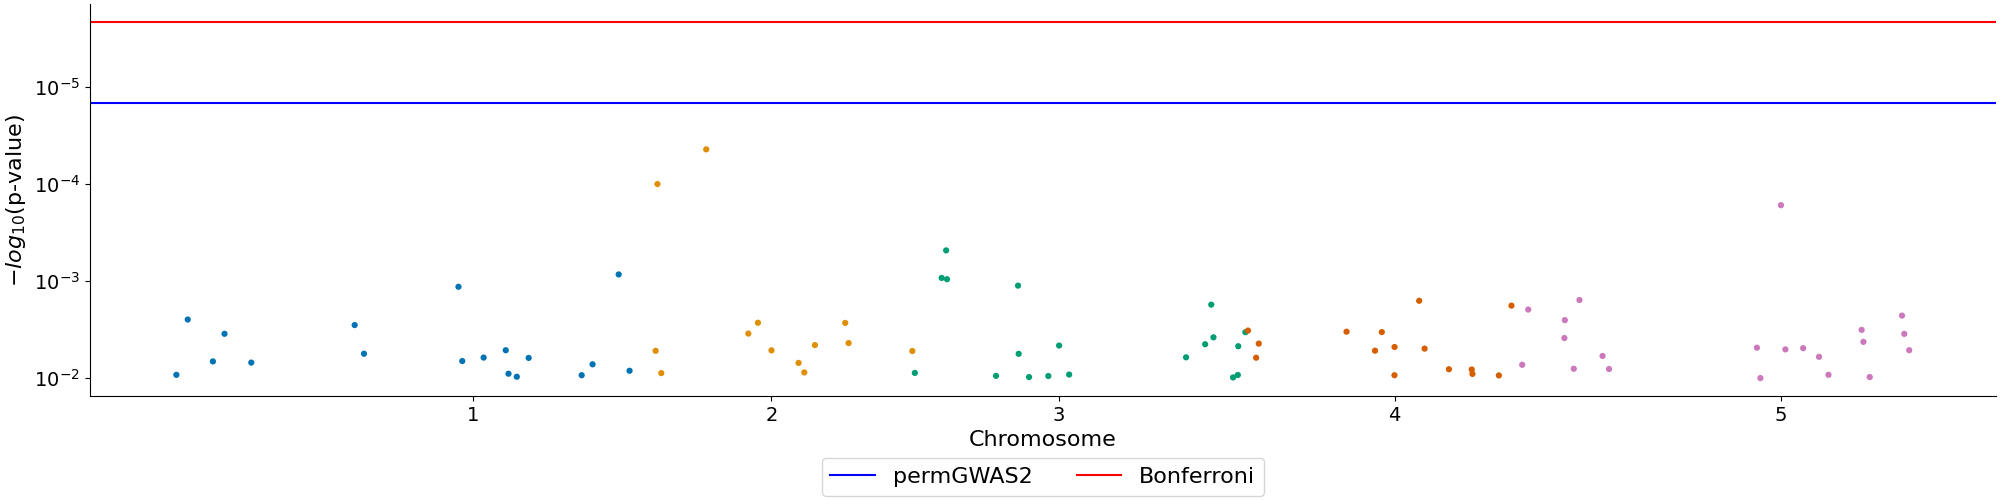 −log₁₀(p-value)
10⁻⁵
10⁻⁴
10⁻³
10⁻²
1 2 3 4 5
Chromosome
permGWAS2 Bonferroni